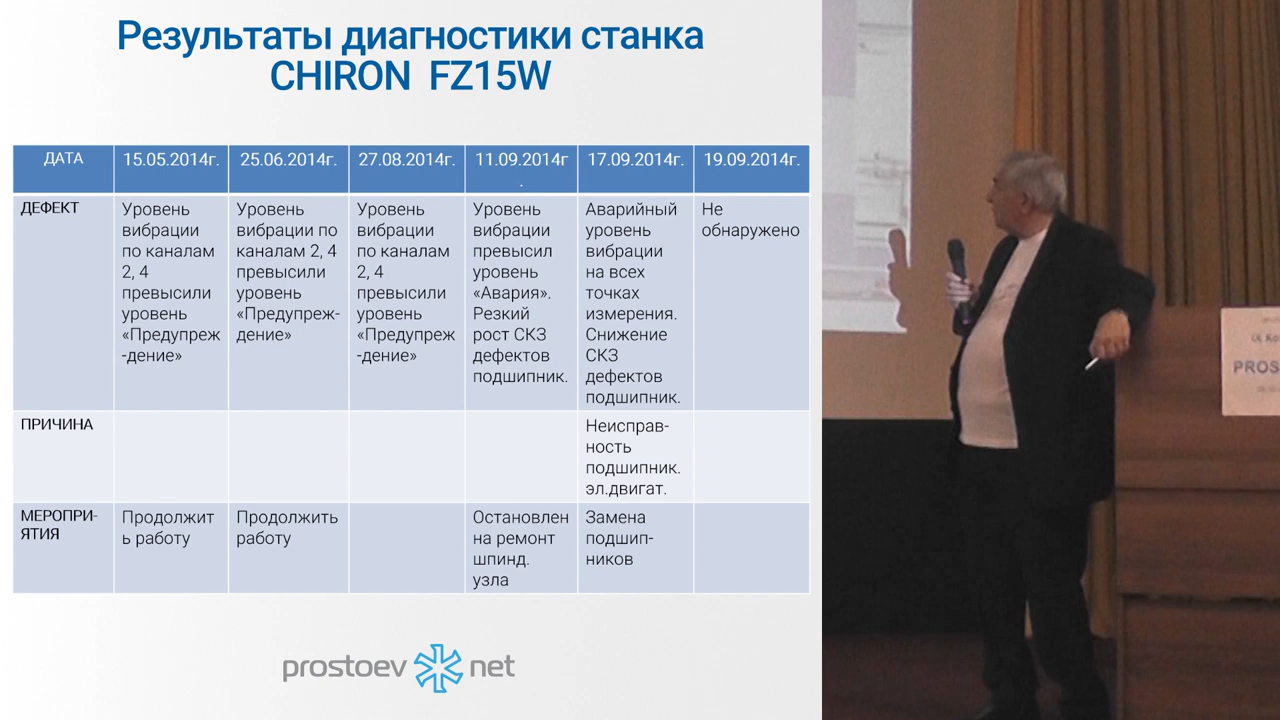 Результаты диагностики станка
CHIRON FZ15W
ДАТА
15.05.2014г.
25.06.2014г.
27.08.2014г.
11.09.2014г
.
17.09.2014г.
19.09.2014г.
ДЕФЕКТ
Уровень
вибрации
по каналам
2, 4
превысили
уровень
«Предупреж
-дение»
Уровень
вибрации по
каналам 2, 4
превысили
уровень
«Предупреж-
дение»
Уровень
вибрации
по каналам
2, 4
превысили
уровень
«Предупреж
-дение»
Уровень
вибрации
превысил
уровень
«Авария».
Резкий
рост СКЗ
дефектов
подшипник.
Аварийный
уровень
вибрации
на всех
точках
измерения.
Снижение
СКЗ
дефектов
подшипник.
Не
обнаружено
ПРИЧИНА
Неисправ-
ность
подшипник.
эл.двигат.
МЕРОПРИ-
ЯТИЯ
Продолжит
ь работу
Продолжить
работу
Остановлен
на ремонт
шпинд.
узла
Замена
подшип-
ников
prostoev net
PROS